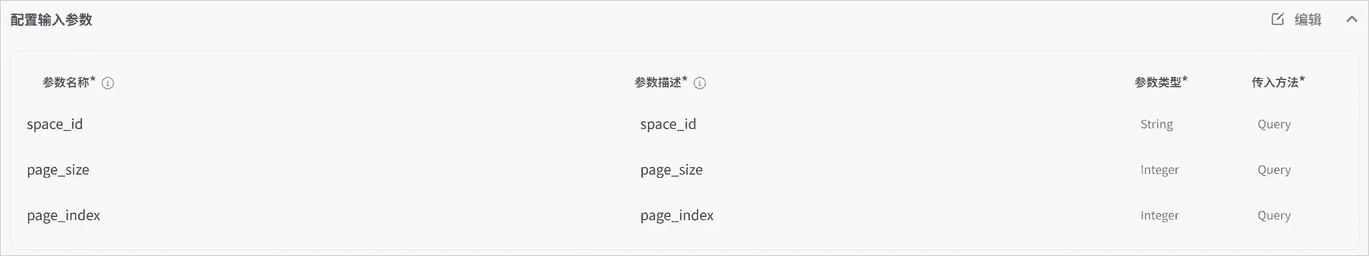 配置输入参数 编辑
参数名称* 参数描述* 参数类型* 传入方法*
space_id space_id String Query
page_size page_size Integer Query
page_index page_index Integer Query